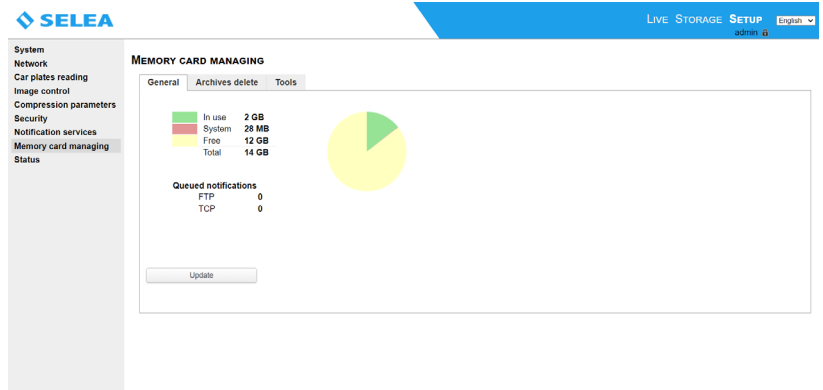 SELEA
LIVE STORAGE SETUP English
admin
System
Network
Car plates reading
Image control
Compression parameters
Security
Notification services
Memory card managing
Status
MEMORY CARD MANAGING
General Archives delete Tools
In use 2 GB
System 28 MB
Free 12 GB
Total 14 GB
Queued notifications
FTP 0
TCP 0
Update